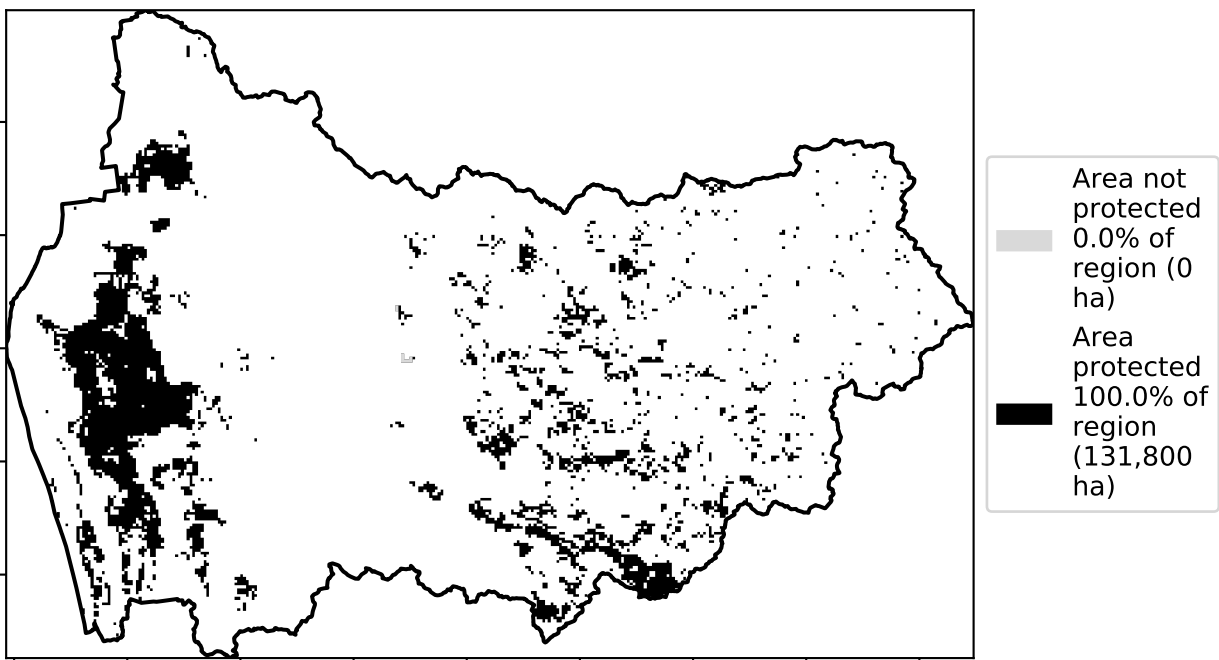 Area not
protected
0.0% of
region (0
ha)
Area
protected
100.0% of
region
(131,800
ha)